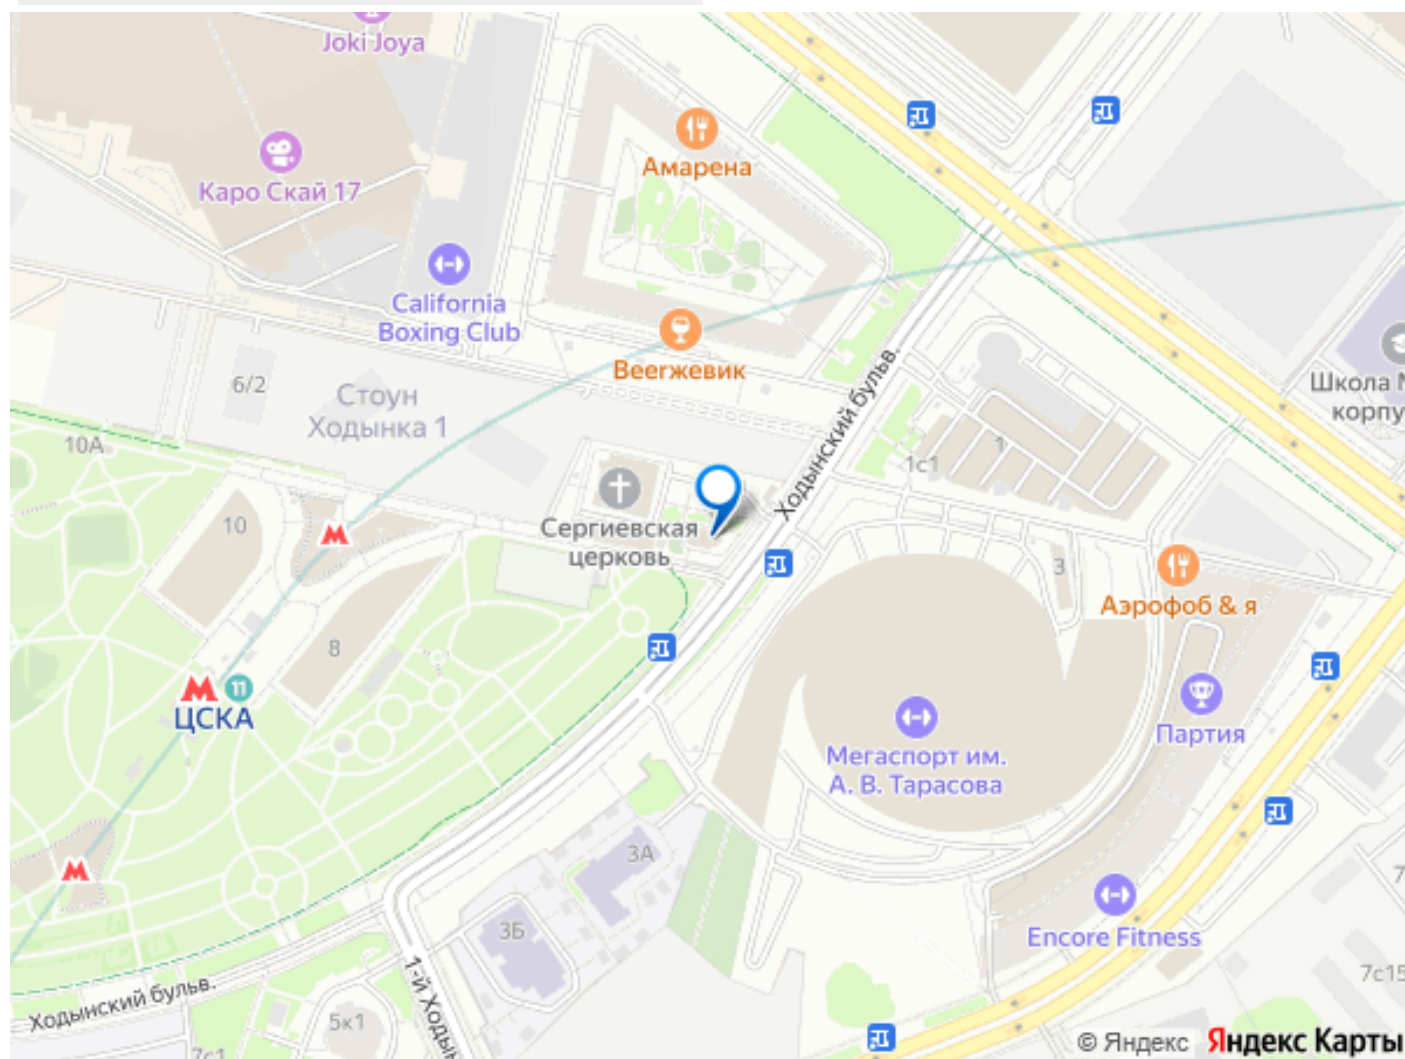 Joki Joya
Амарена
Каро Скай 17
California
Boxing Club
Веегжевик
Ходынский бульв.
6/2
Стоун
Ходынка 1
10А
10
Сергиевская
церковь
1с1
1
3
Школа
корпу
Аэрофоб & я
8
11
ЦСКА
Мегаспорт им.
А. В. Тарасова
Партия
3А
3Б
Encore Fitness
Ходынский бульв.
1-й Ходын
5к1
7с1
7
7с15
© Яндекс Яндекс Карты